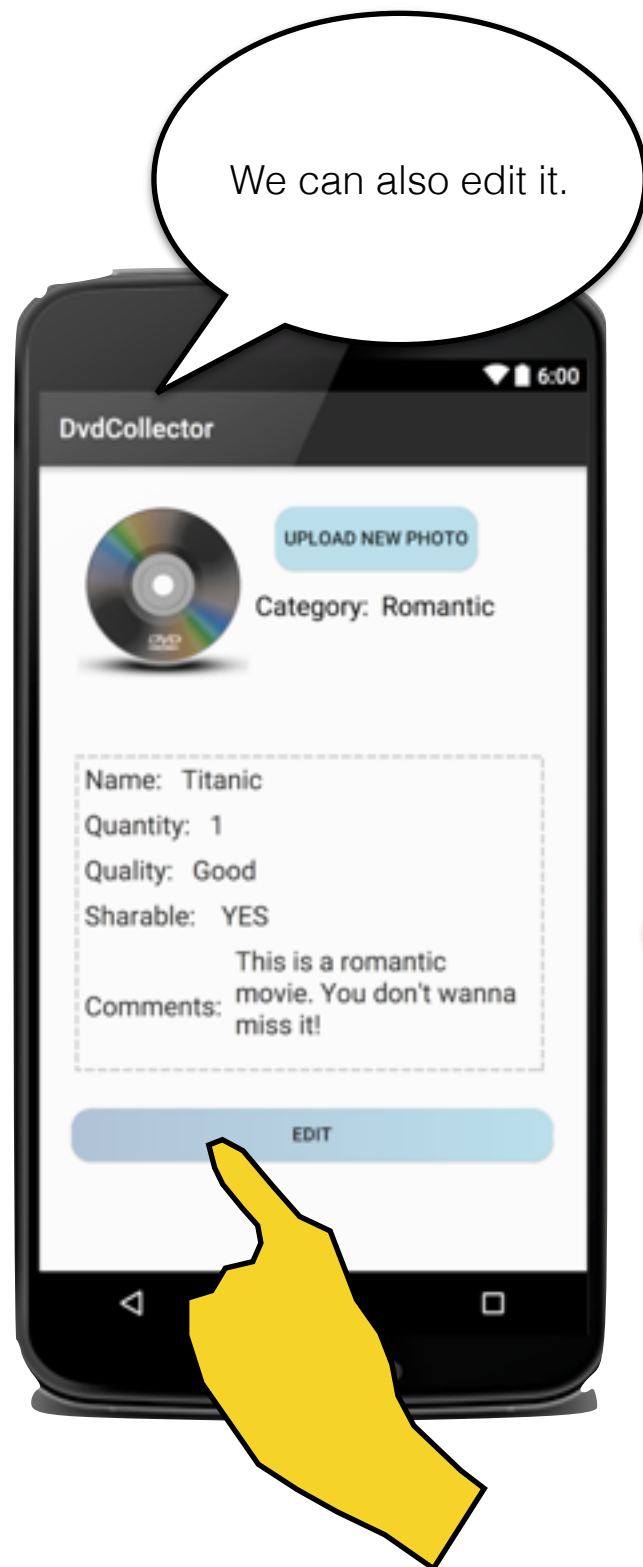 We can also edit it.
6:00
DvdCollector
UPLOAD NEW PHOTO
Category: Romantic
DVD
Name: Titanic
Quantity: 1
Quality: Good
Sharable: YES
This is a romantic
Comments: movie. You don't wanna
miss it!
EDIT